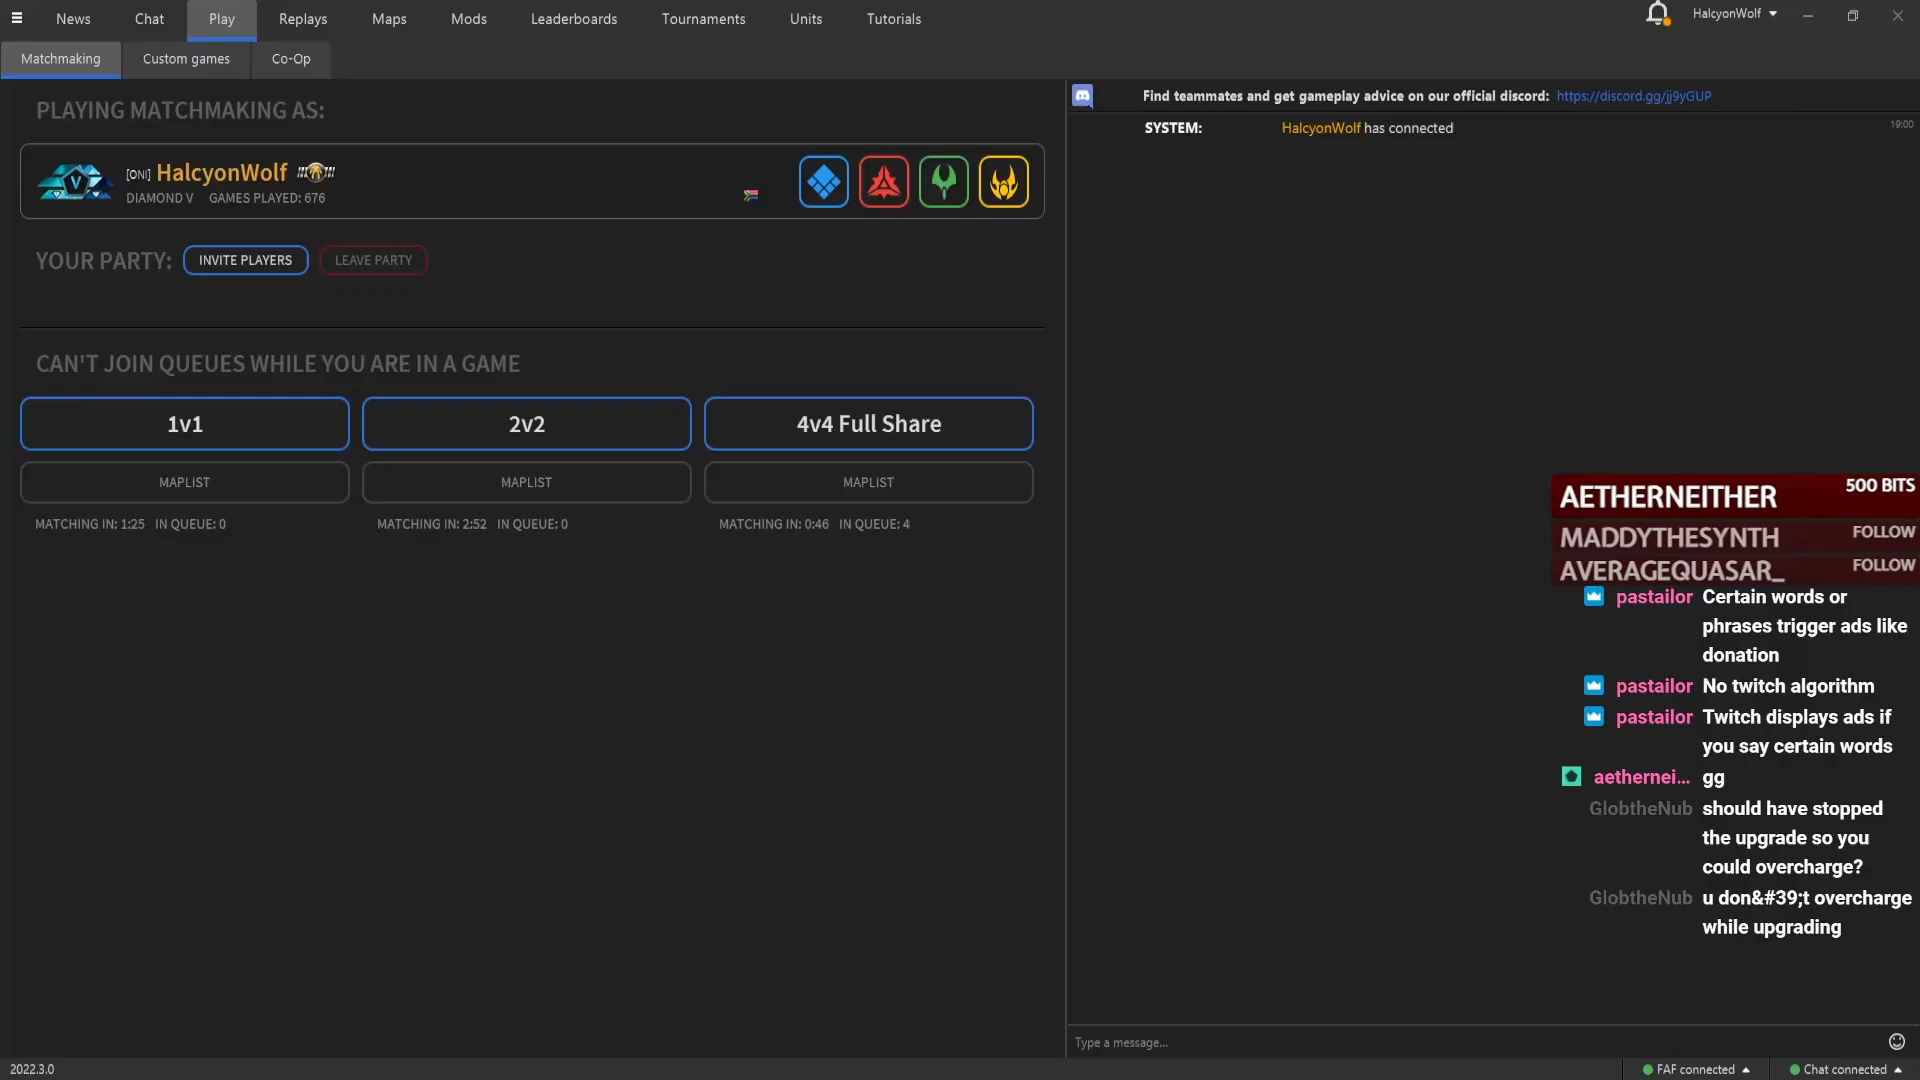 News Chat Play Replays Maps Mods Leaderboards Tournaments Units Tutorials HalcyonWolf
Matchmaking Custom games Co-Op
PLAYING MATCHMAKING AS:
V [ONI] HalcyonWolf
DIAMOND V GAMES PLAYED: 676
YOUR PARTY: INVITE PLAYERS LEAVE PARTY
CAN'T JOIN QUEUES WHILE YOU ARE IN A GAME
1v1 2v2 4v4 Full Share
MAPLIST MAPLIST MAPLIST
MATCHING IN: 1:25 IN QUEUE: 0 MATCHING IN: 2:52 IN QUEUE: 0 MATCHING IN: 0:46 IN QUEUE: 4
Find teammates and get gameplay advice on our official discord: https://discord.gg/jj9yGUP
SYSTEM: HalcyonWolf has connected 19:00
AETHERNEITHER 500 BITS
MADDYTHESYNTH FOLLOW
AVERAGEQUASAR_ FOLLOW
pastailor Certain words or
phrases trigger ads like
donation
pastailor No twitch algorithm
pastailor Twitch displays ads if
you say certain words
aethernei... gg
GlobtheNub should have stopped
the upgrade so you
could overcharge?
GlobtheNub u don&#39;t overcharge
while upgrading
Type a message...
2022.3.0 FAF connected Chat connected